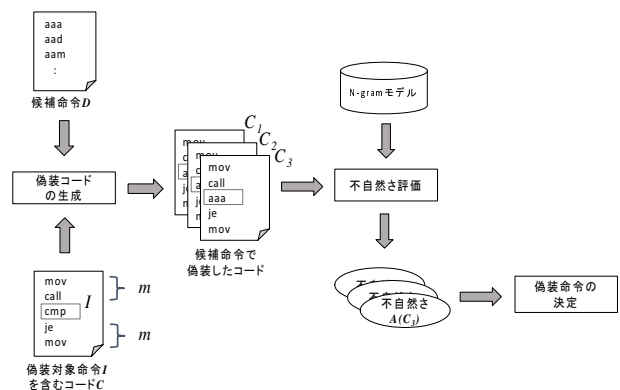 aaa
aad
aam
:
候補命令D
偽装コード
の生成
mov
call
cmp
je
mov
I
m
m
偽装対象命令I
を含むコードC
C1
mov
C2
C3
mov
call
aaa
je
mov
候補命令で
偽装したコード
N-gramモデル
不自然さ評価
不自然さ
A(C3)
偽装命令の
決定